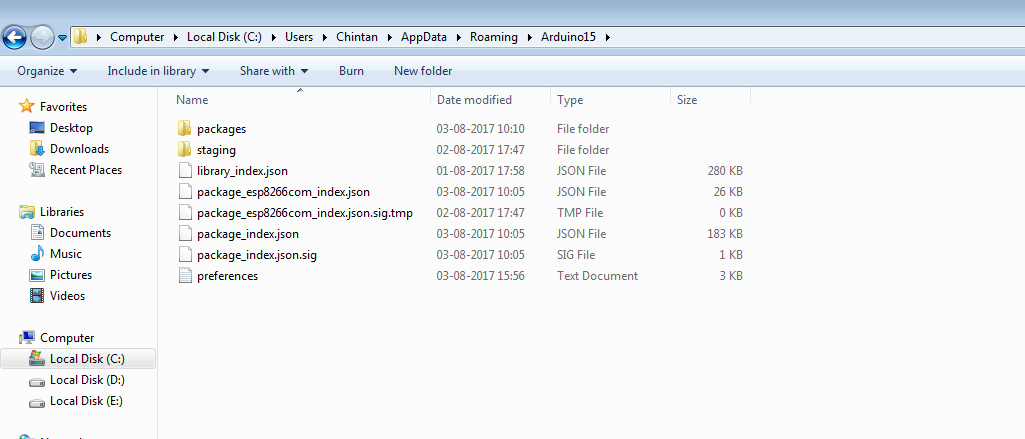 Computer Local Disk (C:) Users Chintan AppData Roaming Arduino15
Organize Include in library Share with Burn New folder
Name Date modified Type Size
Favorites
Desktop
Downloads
Recent Places
Libraries
Documents
Music
Pictures
Videos
Computer
Local Disk (C:)
Local Disk (D:)
Local Disk (E:)
packages 03-08-2017 10:10 File folder
staging 02-08-2017 17:47 File folder
library_index.json 01-08-2017 17:58 JSON File 280 KB
package_esp8266com_index.json 03-08-2017 10:05 JSON File 26 KB
package_esp8266com_index.json.sig.tmp 02-08-2017 17:47 TMP File 0 KB
package_index.json 03-08-2017 10:05 JSON File 183 KB
package_index.json.sig 03-08-2017 10:05 SIG File 1 KB
preferences 03-08-2017 15:56 Text Document 3 KB